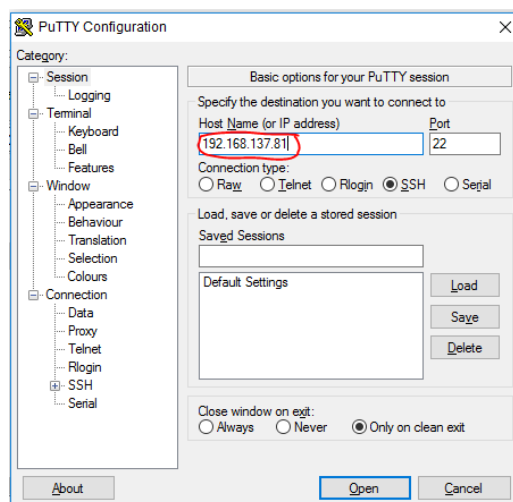 PuTTY Configuration
Category:
Session
Logging
Terminal
Keyboard
Bell
Features
Window
Appearance
Behaviour
Translation
Selection
Colours
Connection
Data
Proxy
Telnet
Rlogin
SSH
Serial
Basic options for your PuTTY session
Specify the destination you want to connect to
Host Name (or IP address) Port
192.168.137.81 22
Connection type:
Raw Telnet Rlogin SSH Serial
Load, save or delete a stored session
Saved Sessions
Default Settings
Load
Save
Delete
Close window on exit:
Always Never Only on clean exit
About Open Cancel